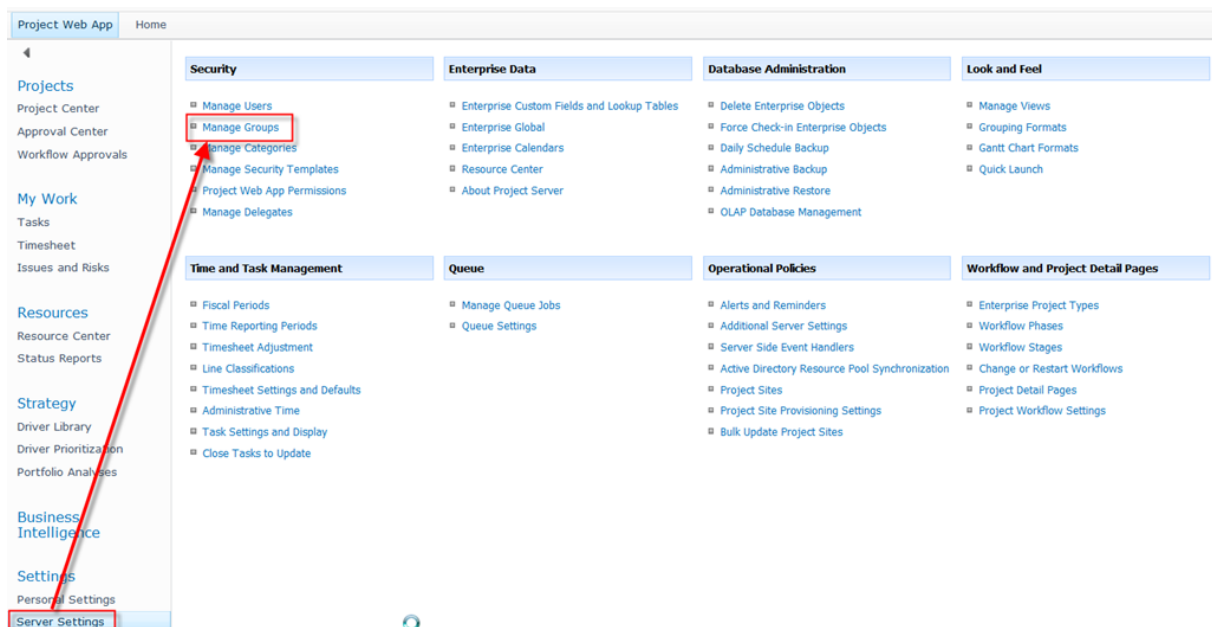 Project Web App Home
Projects
Project Center
Approval Center
Workflow Approvals
My Work
Tasks
Timesheet
Issues and Risks
Resources
Resource Center
Status Reports
Strategy
Driver Library
Driver Prioritization
Portfolio Analyses
Business
Intelligence
Settings
Personal Settings
Server Settings
Security
Manage Users
Manage Groups
Manage Categories
Manage Security Templates
Project Web App Permissions
Manage Delegates
Enterprise Data
Enterprise Custom Fields and Lookup Tables
Enterprise Global
Enterprise Calendars
Resource Center
About Project Server
Database Administration
Delete Enterprise Objects
Force Check-in Enterprise Objects
Daily Schedule Backup
Administrative Backup
Administrative Restore
OLAP Database Management
Look and Feel
Manage Views
Grouping Formats
Gantt Chart Formats
Quick Launch
Time and Task Management
Fiscal Periods
Time Reporting Periods
Timesheet Adjustment
Line Classifications
Timesheet Settings and Defaults
Administrative Time
Task Settings and Display
Close Tasks to Update
Queue
Manage Queue Jobs
Queue Settings
Operational Policies
Alerts and Reminders
Additional Server Settings
Server Side Event Handlers
Active Directory Resource Pool Synchronization
Project Sites
Project Site Provisioning Settings
Bulk Update Project Sites
Workflow and Project Detail Pages
Enterprise Project Types
Workflow Phases
Workflow Stages
Change or Restart Workflows
Project Detail Pages
Project Workflow Settings